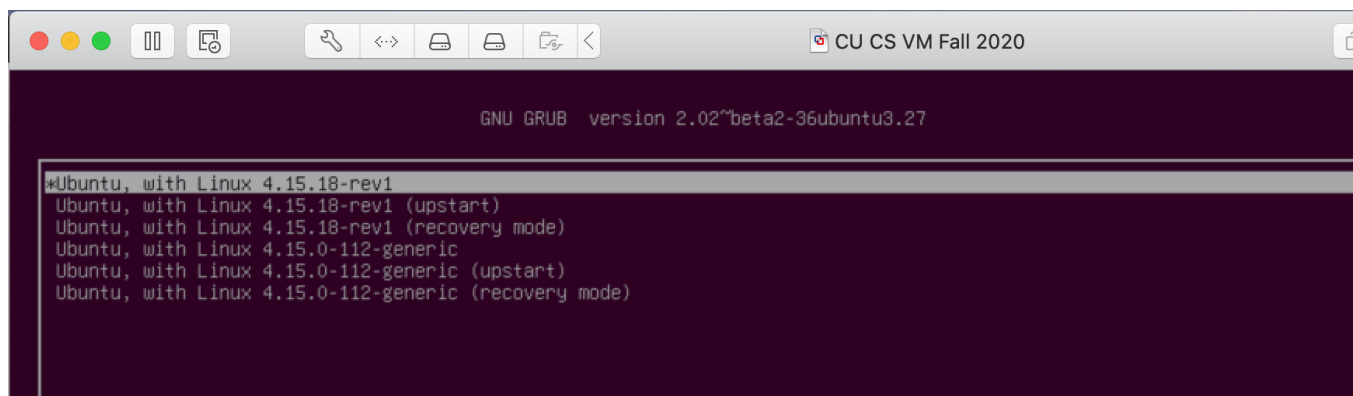 CU CS VM Fall 2020
GNU GRUB  version 2.02~beta2-36ubuntu3.27
*Ubuntu, with Linux 4.15.18-rev1
Ubuntu, with Linux 4.15.18-rev1 (upstart)
Ubuntu, with Linux 4.15.18-rev1 (recovery mode)
Ubuntu, with Linux 4.15.0-112-generic
Ubuntu, with Linux 4.15.0-112-generic (upstart)
Ubuntu, with Linux 4.15.0-112-generic (recovery mode)